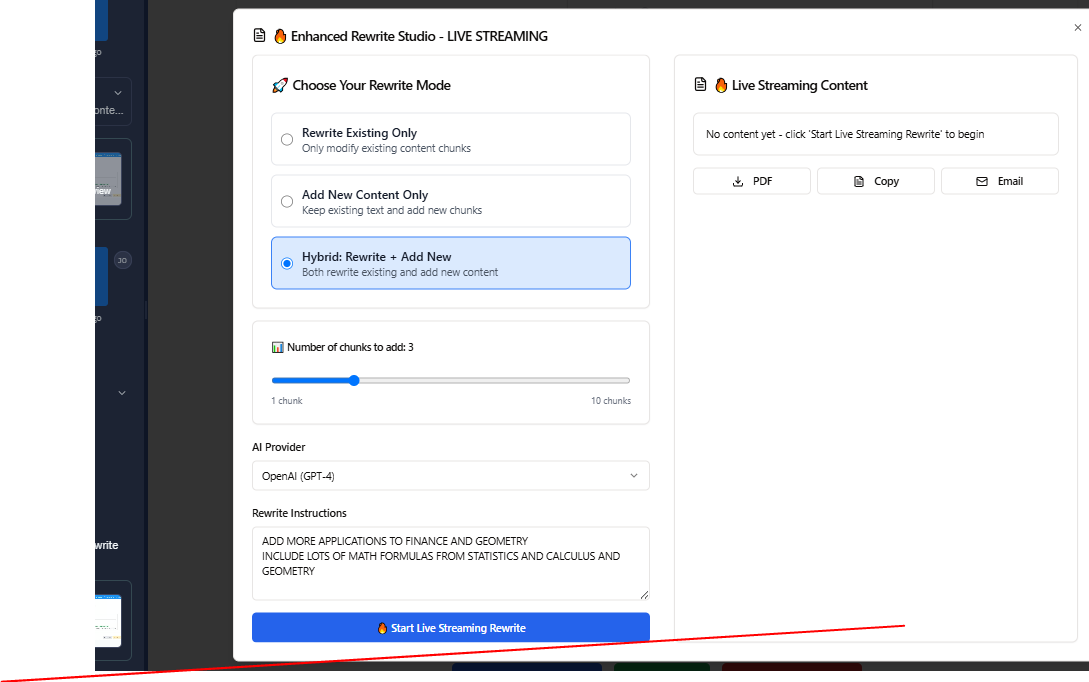 🔥 Enhanced Rewrite Studio - LIVE STREAMING
🚀 Choose Your Rewrite Mode
Rewrite Existing Only
Only modify existing content chunks
Add New Content Only
Keep existing text and add new chunks
Hybrid: Rewrite + Add New
Both rewrite existing and add new content
📊 Number of chunks to add: 3
1 chunk
10 chunks
AI Provider
OpenAI (GPT-4)
Rewrite Instructions
ADD MORE APPLICATIONS TO FINANCE AND GEOMETRY
INCLUDE LOTS OF MATH FORMULAS FROM STATISTICS AND CALCULUS AND
GEOMETRY
🔥 Start Live Streaming Rewrite
🔥 Live Streaming Content
No content yet - click 'Start Live Streaming Rewrite' to begin
PDF
Copy
Email
go
onte...
view
JO
go
write